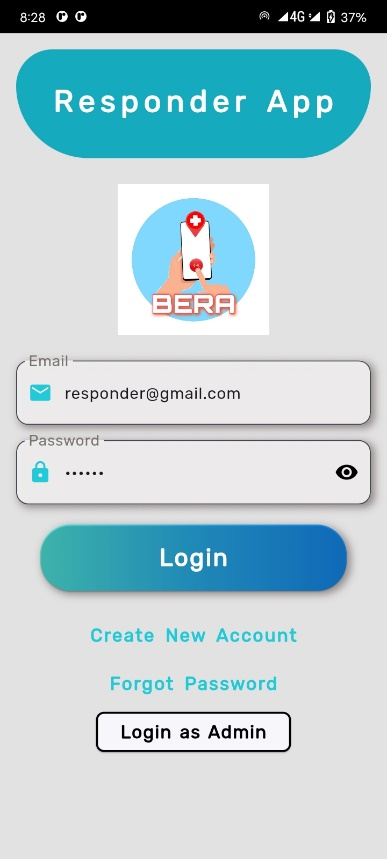 8:28
4G
37%
Responder App
BERA
Email
responder@gmail.com
Password
••••••
Login
Create New Account
Forgot Password
Login as Admin